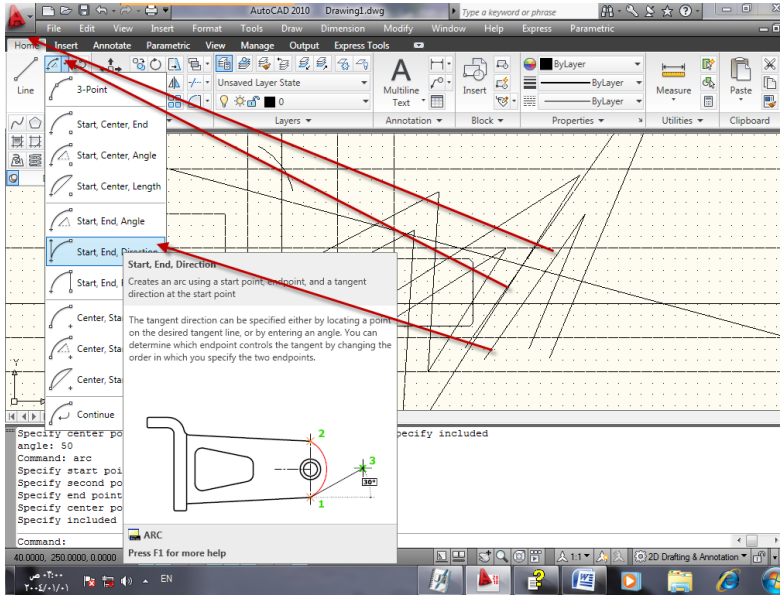 AutoCAD 2010 Drawing1.dwg Type a keyword or phrase
File Edit View Insert Format Tools Draw Dimension Modify Window Help Express Parametric
Home Insert Annotate Parametric View Manage Output Express Tools
Line
3-Point
Start, Center, End
Start, Center, Angle
Start, Center, Length
Start, End, Angle
Start, End, Direction
Start, End,
Center, Sta
Center, Sta
Center, Sta
Continue
Unsaved Layer State
0
Layers
Multiline
Text
Annotation
Insert
Block
ByLayer
ByLayer
ByLayer
Properties
Measure
Utilities
Paste
Clipboard
Start, End, Direction
Creates an arc using a start point, endpoint, and a tangent
direction at the start point
The tangent direction can be specified either by locating a point
on the desired tangent line, or by entering an angle. You can
determine which endpoint controls the tangent by changing the
order in which you specify the two endpoints.
2
3
30°
1
ARC
Press F1 for more help
Y
Specify center po pecify included
angle: 50
Command: arc
Specify start poi
Specify second po
Specify end point
Specify center po
Specify included
Command:
40.0000, 250.0000, 0.0000 1:1 2D Drafting & Annotation
EN
٢٠٠٤/٠١/٠١